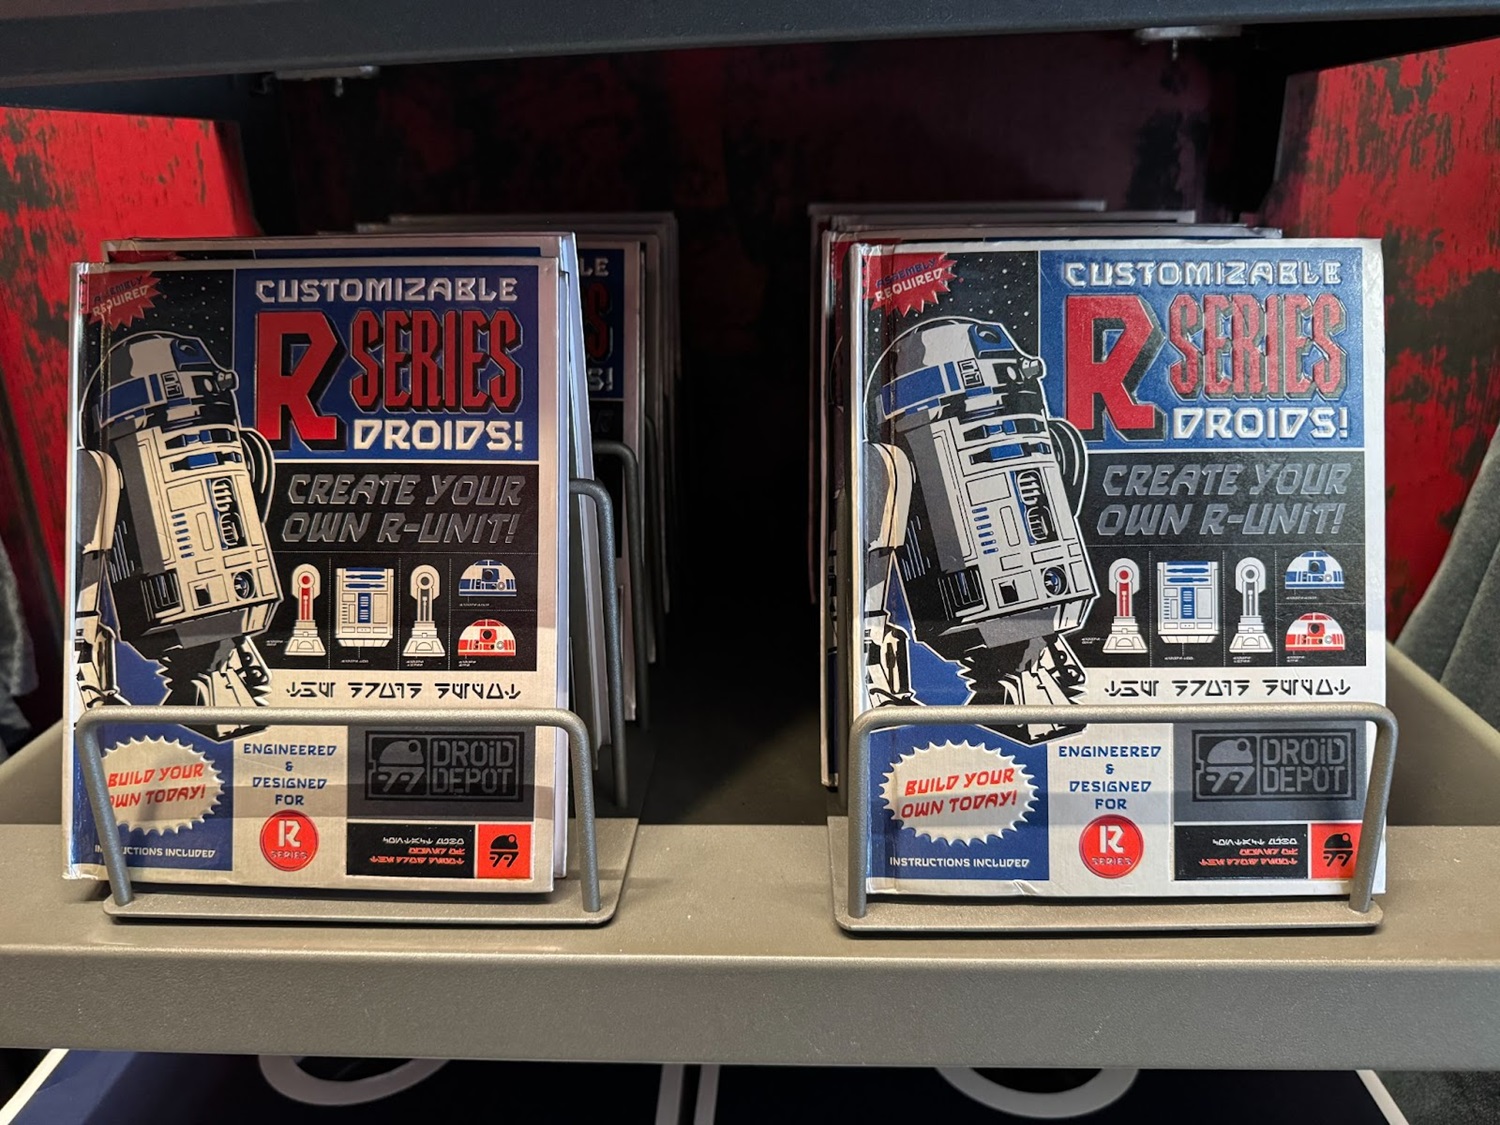 ASSEMBLY
REQUIRED
CUSTOMIZABLE
R SERIES
DROIDS!
CREATE YOUR
OWN R-UNIT!
BUILD YOUR
OWN TODAY!
ENGINEERED
&
DESIGNED
FOR
R
SERIES
DROID
DEPOT
INSTRUCTIONS INCLUDED
LE
S!
ASSEMBLY
REQUIRED
CUSTOMIZABLE
R SERIES
DROIDS!
CREATE YOUR
OWN R-UNIT!
BUILD YOUR
OWN TODAY!
ENGINEERED
&
DESIGNED
FOR
R
SERIES
DROID
DEPOT
INSTRUCTIONS INCLUDED